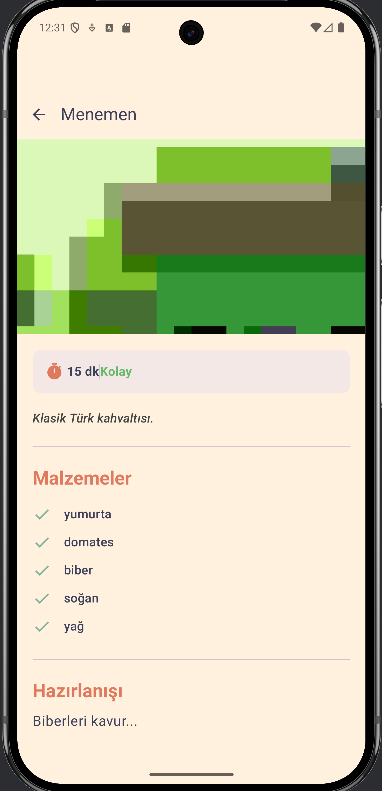 12:31
Menemen
15 dk Kolay
Klasik Türk kahvaltısı.
Malzemeler
yumurta
domates
biber
soğan
yağ
Hazırlanışı
Biberleri kavur...